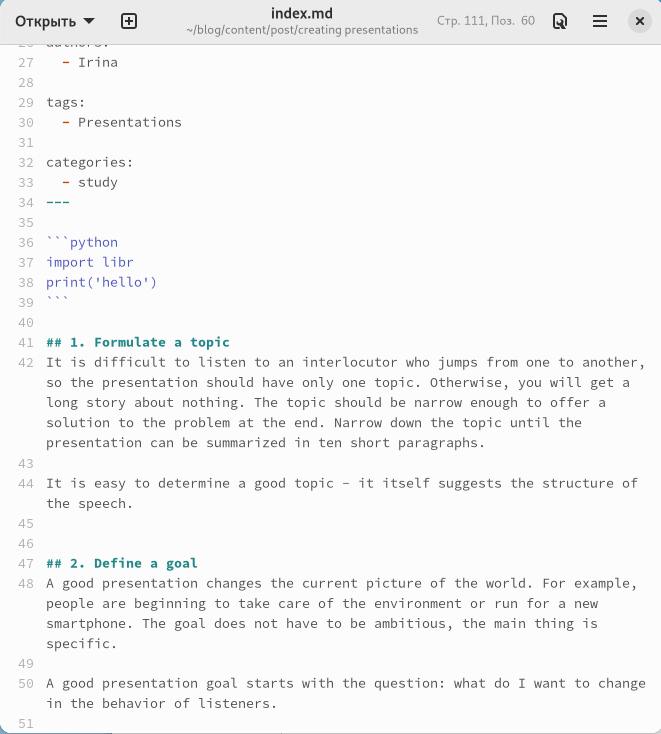 Открыть
index.md
~/blog/content/post/creating presentations
Стр. 111, Поз. 60
26 authors:
27 - Irina
28
29 tags:
30 - Presentations
31
32 categories:
33 - study
34 ---
35
36 ```python
37 import libr
38 print('hello')
39 ```
40
41 ## 1. Formulate a topic
42 It is difficult to listen to an interlocutor who jumps from one to another,
so the presentation should have only one topic. Otherwise, you will get a
long story about nothing. The topic should be narrow enough to offer a
solution to the problem at the end. Narrow down the topic until the
presentation can be summarized in ten short paragraphs.
43
44 It is easy to determine a good topic – it itself suggests the structure of
the speech.
45
46
47 ## 2. Define a goal
48 A good presentation changes the current picture of the world. For example,
people are beginning to take care of the environment or run for a new
smartphone. The goal does not have to be ambitious, the main thing is
specific.
49
50 A good presentation goal starts with the question: what do I want to change
in the behavior of listeners.
51